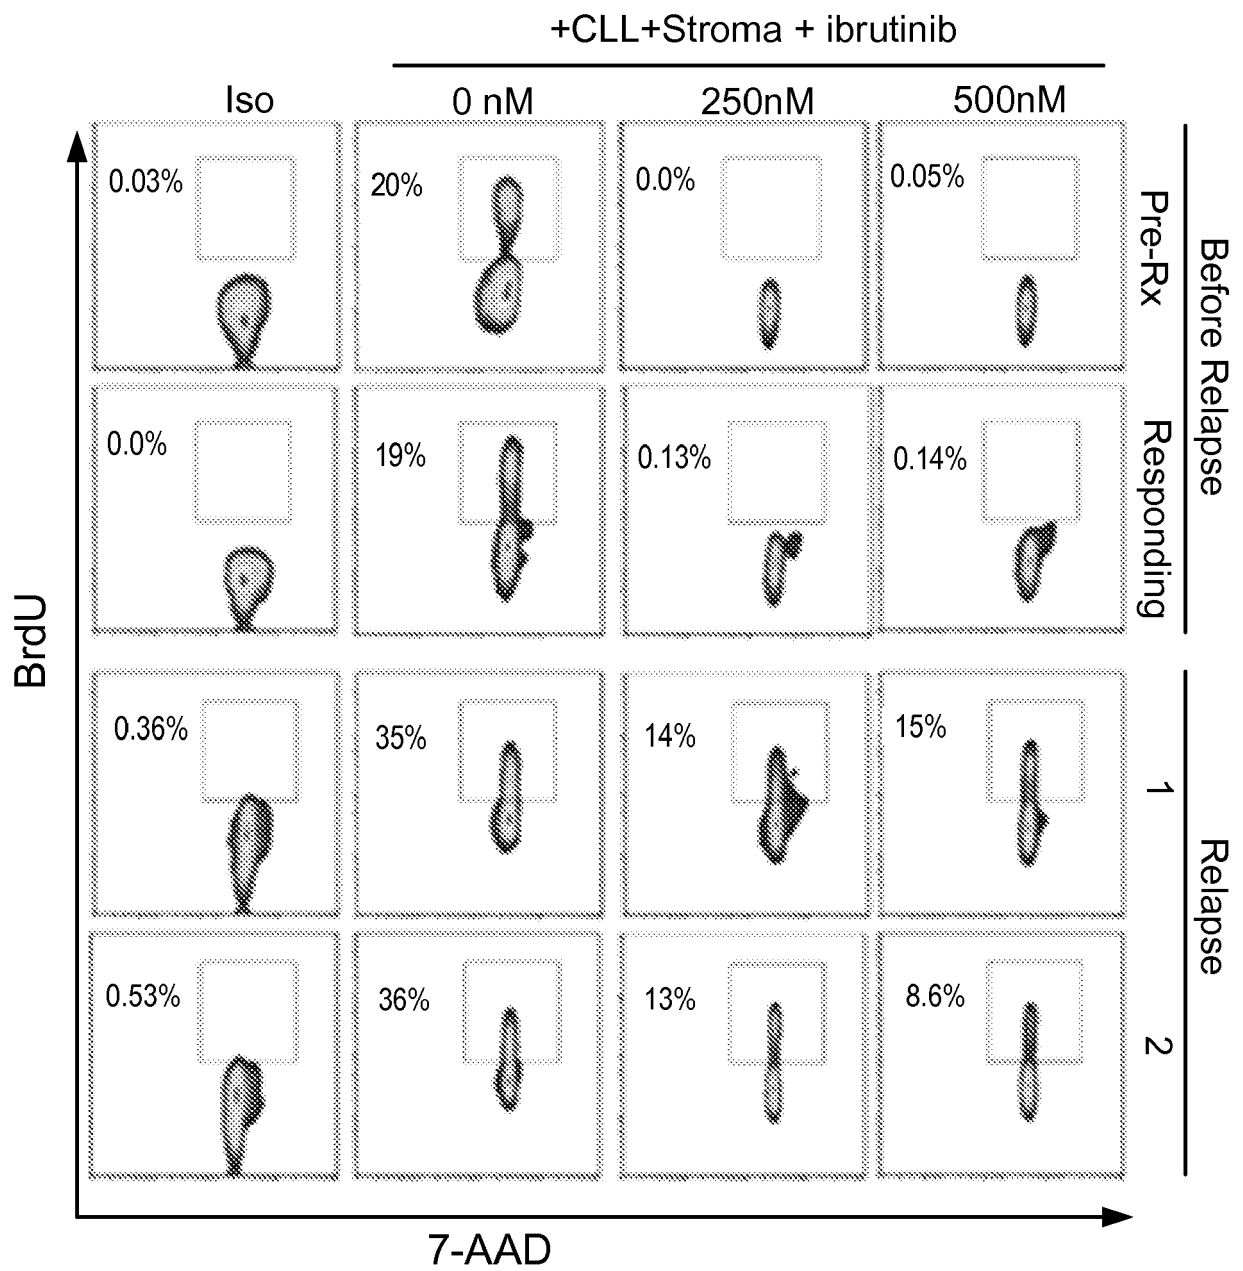 +CLL+Stroma + ibrutinib
Iso 0 nM 250nM 500nM
0.03% 20% 0.0% 0.05% Pre-Rx
0.0% 19% 0.13% 0.14% Responding
Before Relapse
0.36% 35% 14% 15% 1
0.53% 36% 13% 8.6% 2
Relapse
BrdU
7-AAD